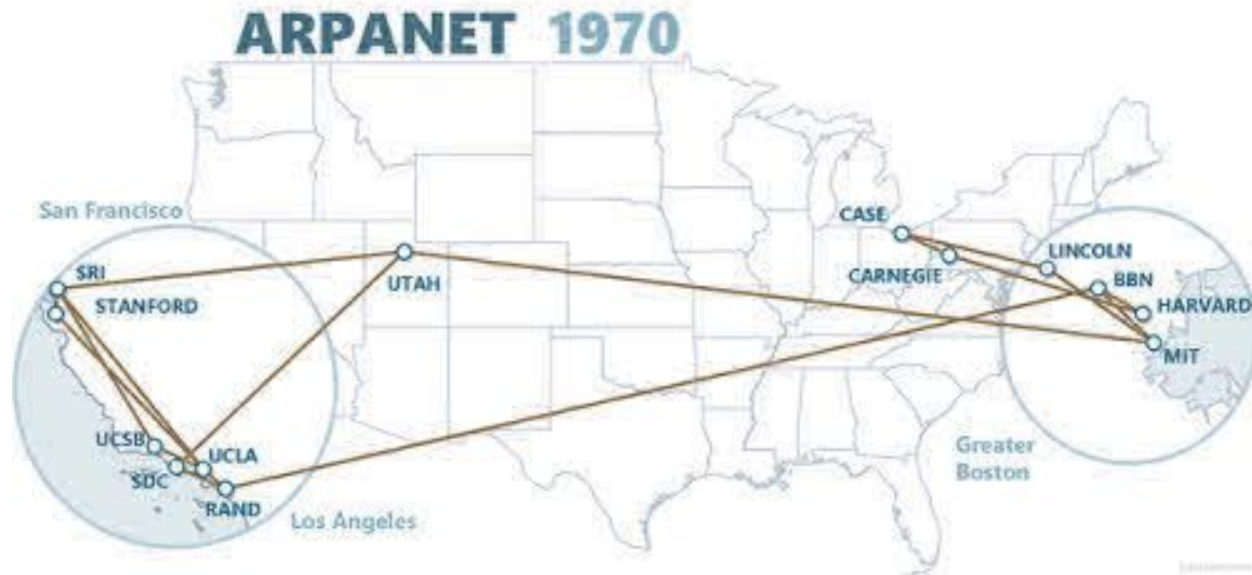 ARPANET 1970
San Francisco
SRI
STANFORD
UTAH
UCSB
SDC
UCLA
RAND
Los Angeles
CASE
CARNEGIE
LINCOLN
BBN
HARVARD
MIT
Greater
Boston